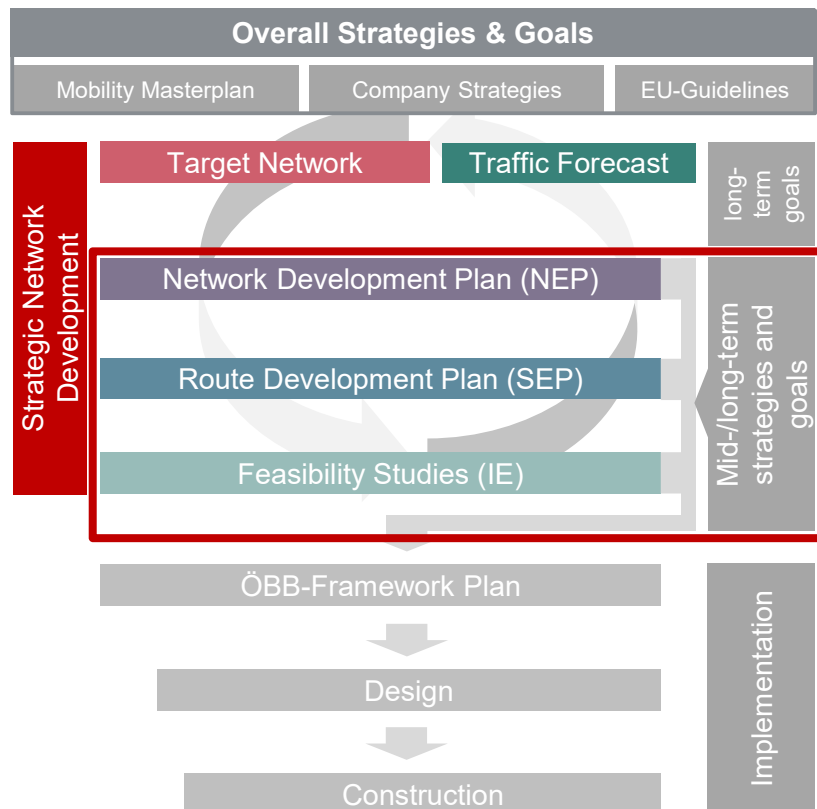 Overall Strategies & Goals
Mobility Masterplan
Company Strategies
EU-Guidelines
Strategic Network
Development
Target Network
Traffic Forecast
long-
term
goals
Network Development Plan (NEP)
Route Development Plan (SEP)
Feasibility Studies (IE)
Mid-/long-term
strategies and
goals
ÖBB-Framework Plan
Design
Construction
Implementation